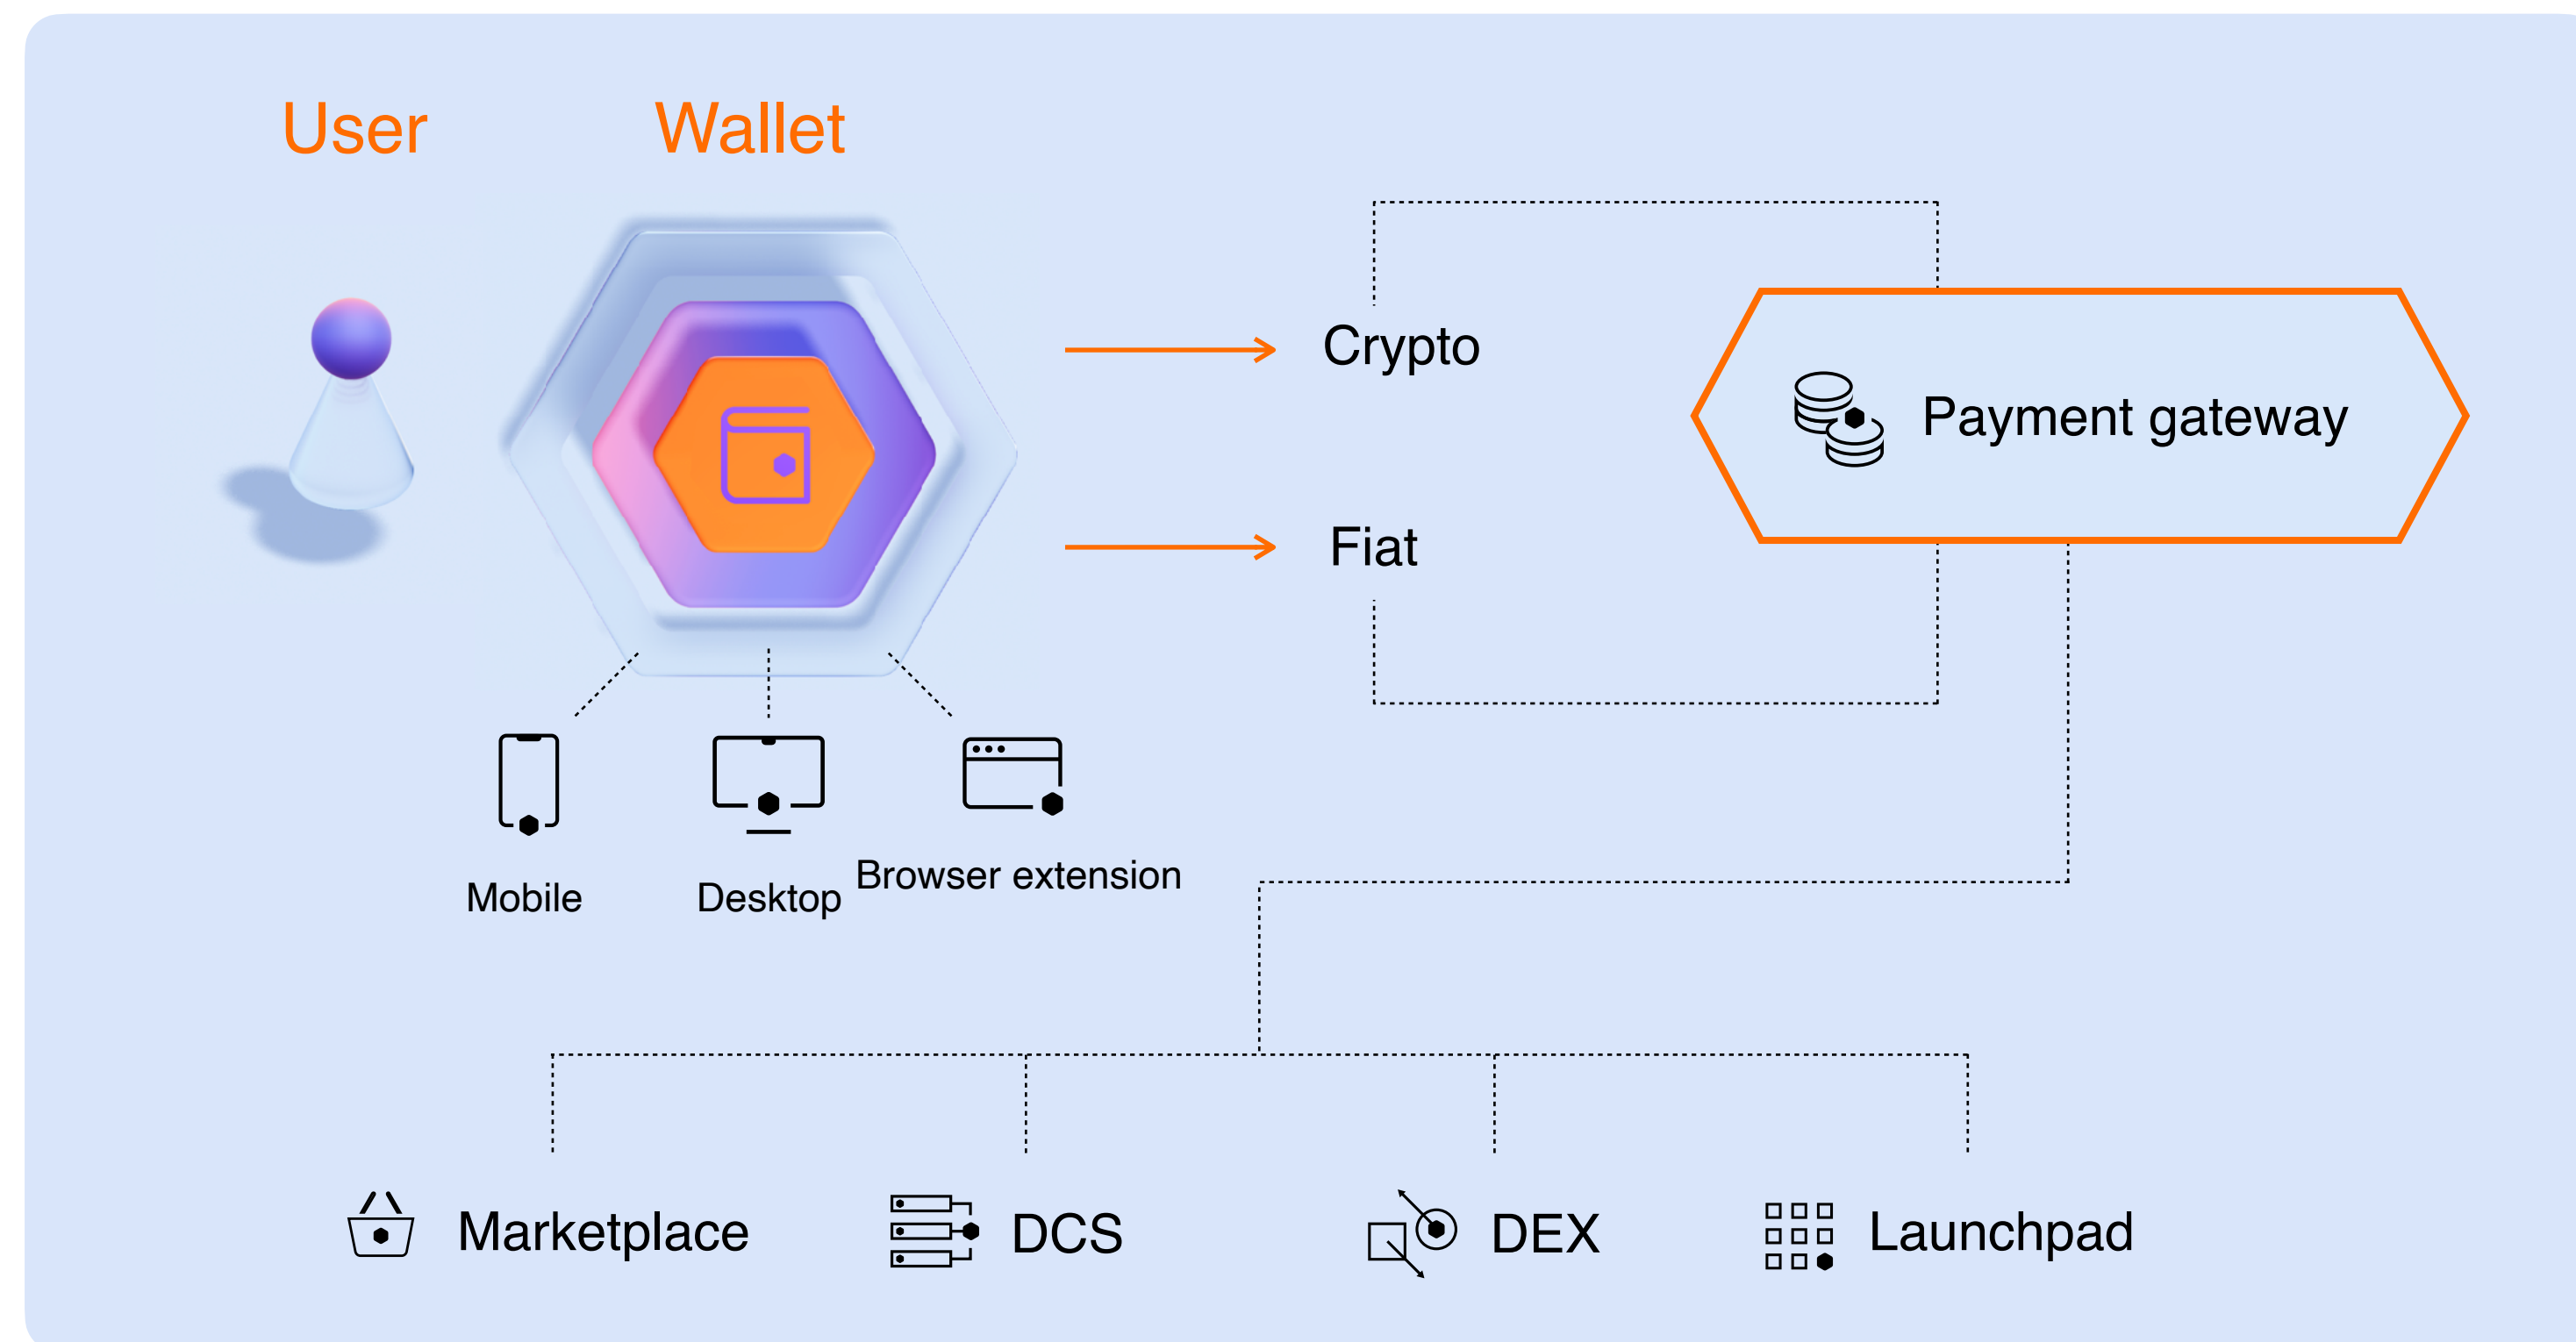 User
Wallet
Crypto
Payment gateway
Fiat
Mobile
Desktop
Browser extension
Marketplace
DCS
DEX
Launchpad